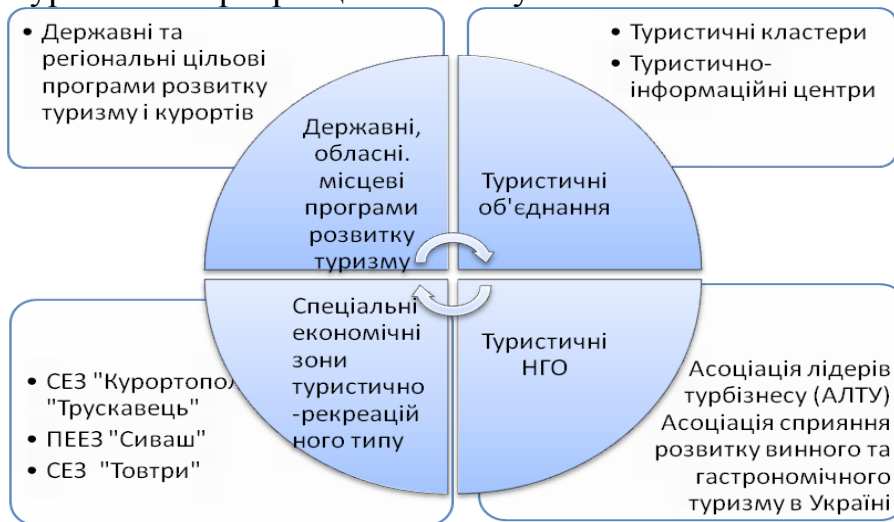 • Державні та
регіональні цільові
програми розвитку
туризму і курортів
• Туристичні кластери
• Туристично-
інформаційні центри
Державні,
обласні.
місцеві
програми
розвитку
туризму
Туристичні
об'єднання
Спеціальні
економічні
зони
туристично
-рекреацій
ного типу
Туристичні
НГО
• СЕЗ "Курортопол
"Трускавець"
• ПЕЕЗ "Сиваш"
• СЕЗ "Товтри"
Асоціація лідерів
турбізнесу (АЛТУ)
Асоціація сприяння
розвитку винного та
гастрономічного
туризму в Україні